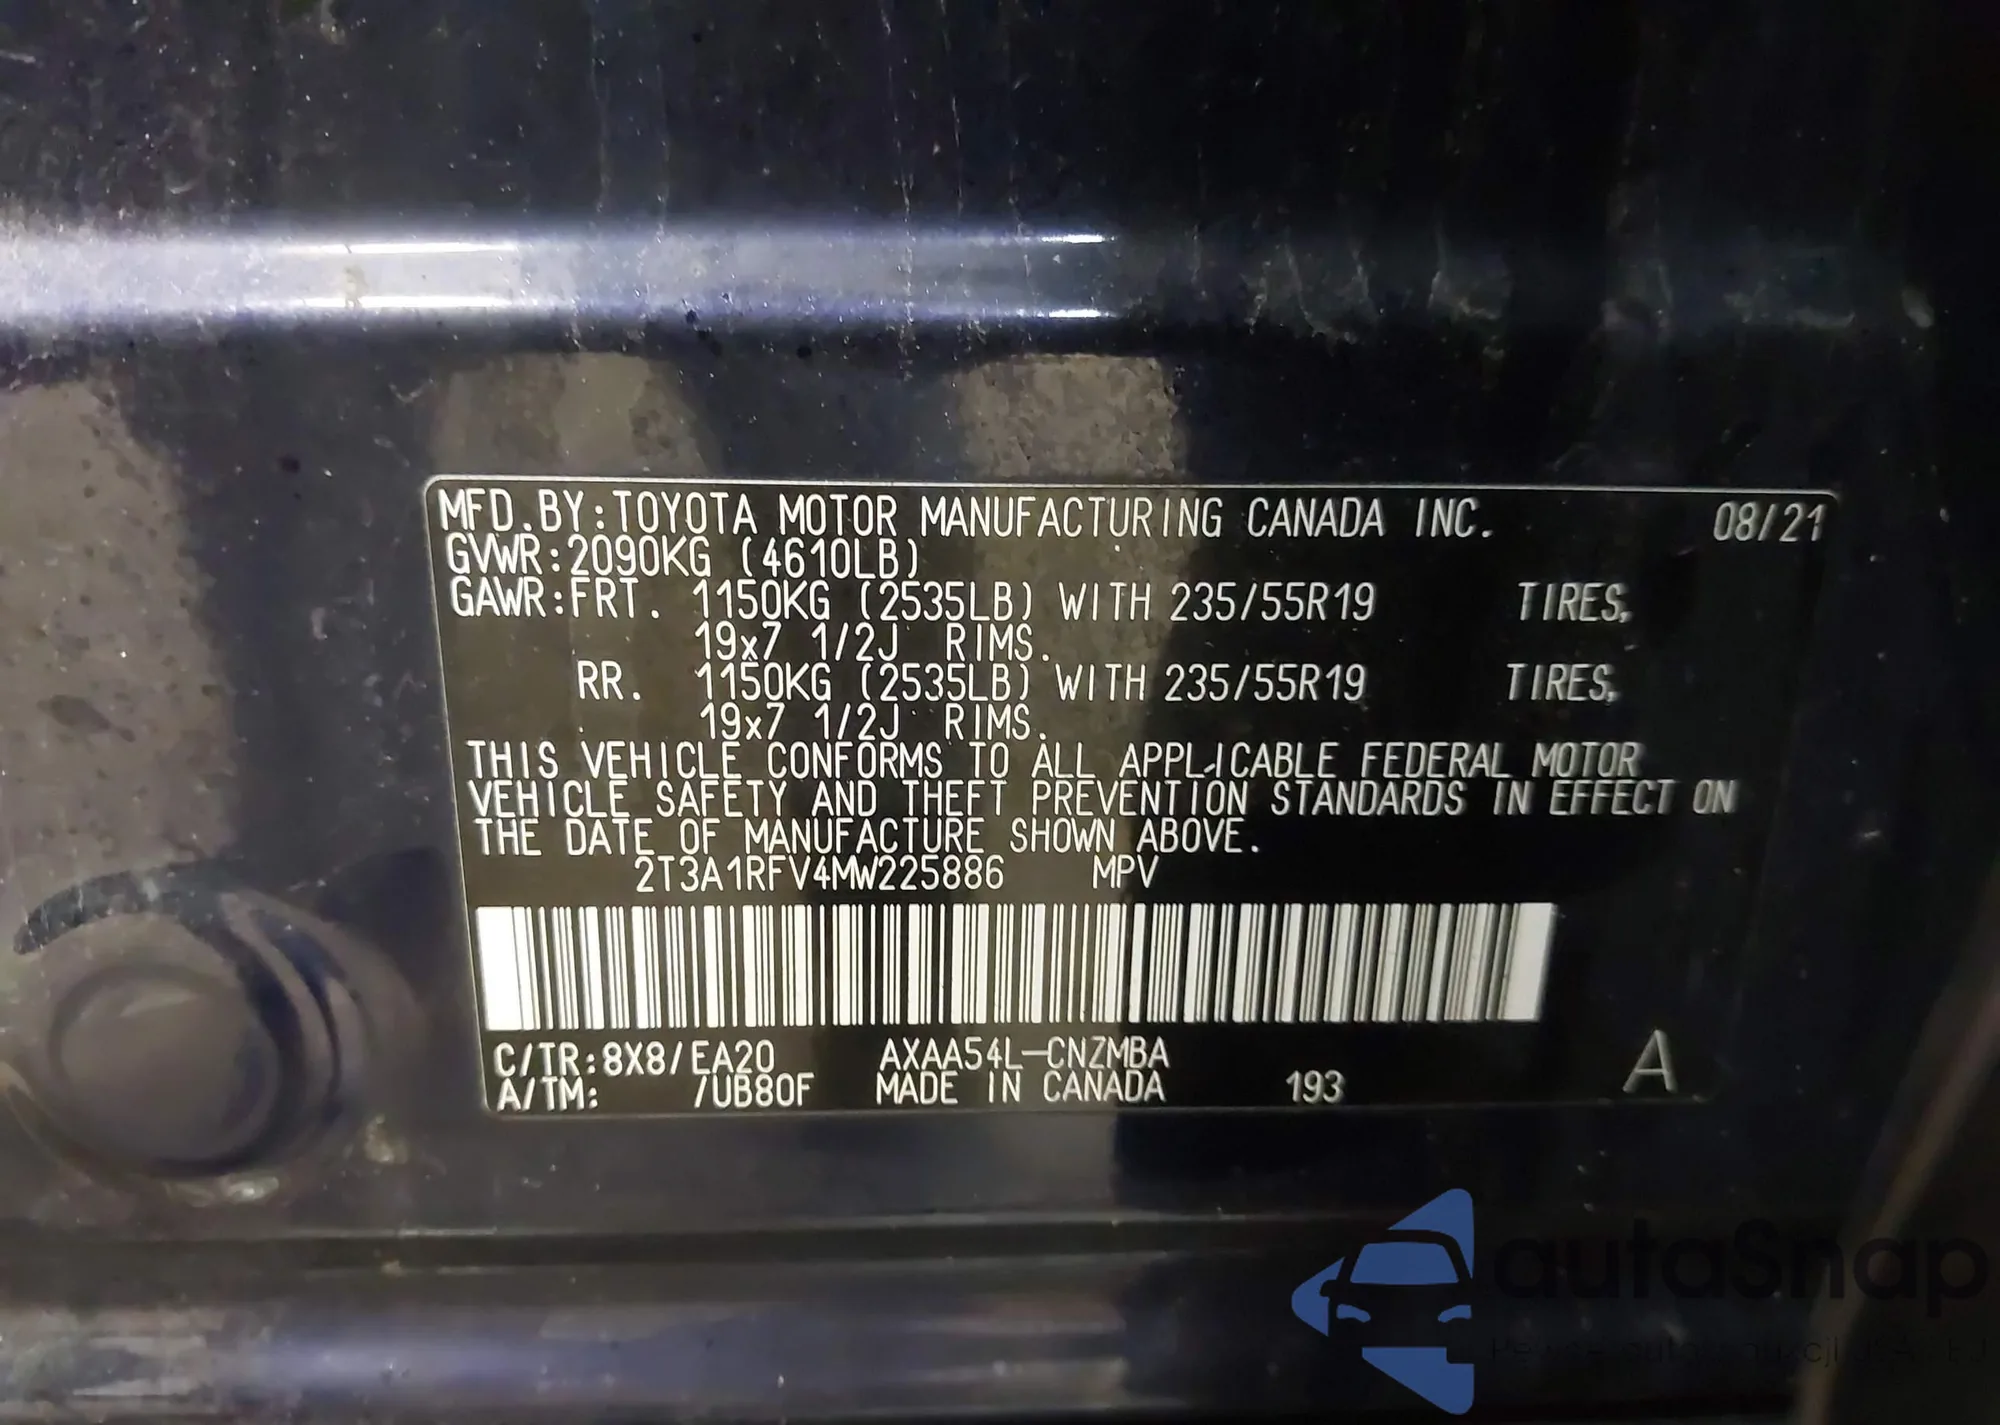 MFD.BY:TOYOTA MOTOR MANUFACTURING CANADA INC. 08/21
GVWR:2090KG (4610LB)
GAWR:FRT. 1150KG (2535LB) WITH 235/55R19 TIRES,
19x7 1/2J RIMS.
RR. 1150KG (2535LB) WITH 235/55R19 TIRES,
19x7 1/2J RIMS.
THIS VEHICLE CONFORMS TO ALL APPLICABLE FEDERAL MOTOR
VEHICLE SAFETY AND THEFT PREVENTION STANDARDS IN EFFECT ON
THE DATE OF MANUFACTURE SHOWN ABOVE.
2T3A1RFV4MW225886 MPV
C/TR:8X8/EA20 AXAA54L-CNZMBA A
A/TM: /UB80F MADE IN CANADA 193
autaSnap